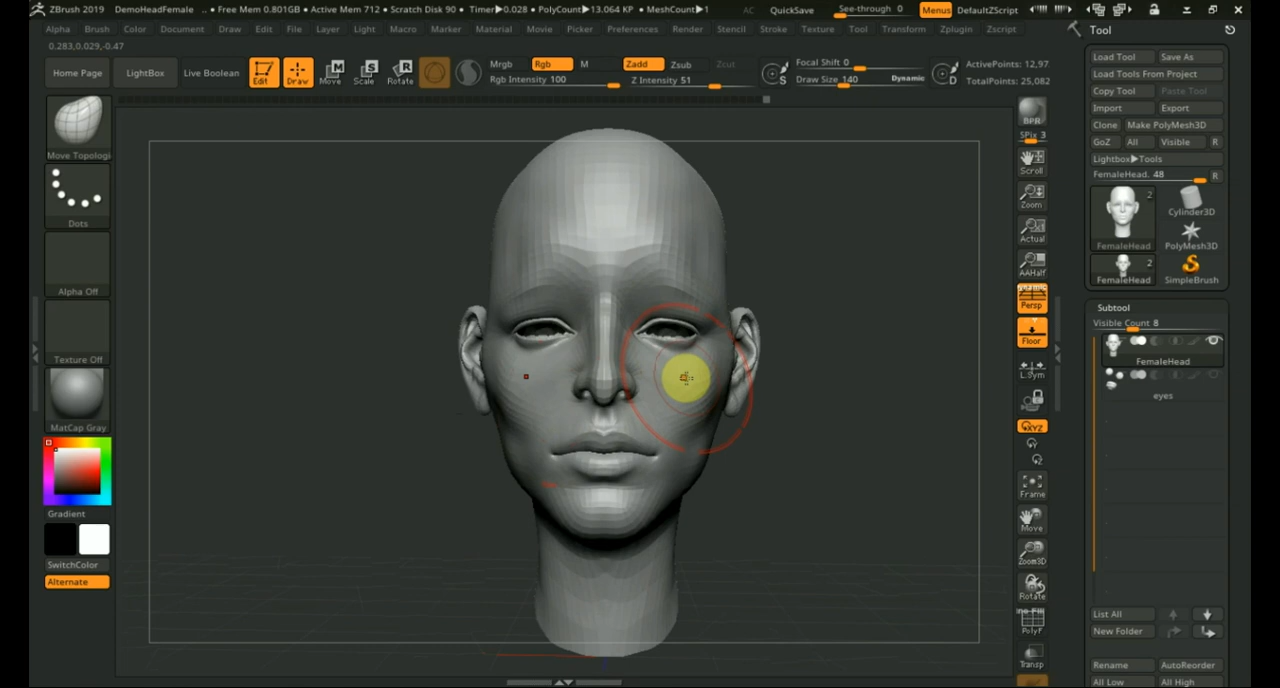 ZBrush 2019 DemoHeadFemale .. • Free Mem 0.801GB • Active Mem 712 • Scratch Disk 90 • Timer▶0.028 • PolyCount▶13.064 KP • MeshCount▶1 AC QuickSave See-through 0 Menus DefaultZScript
Alpha Brush Color Document Draw Edit File Layer Light Macro Marker Material Movie Picker Preferences Render Stencil Stroke Texture Tool Transform Zplugin Zscript
0.283,0.029,-0.47
Home Page LightBox Live Boolean Edit Draw Move Scale Rotate
Mrgb Rgb M Zadd Zsub Zcut
Rgb Intensity 100 Z Intensity 51
Focal Shift 0
Draw Size 140 Dynamic
ActivePoints: 12,97
TotalPoints: 25,082
Move Topologi
Dots
Alpha Off
Texture Off
MatCap Gray
Gradient
SwitchColor
Alternate
BPR
SPix 3
Scroll
Zoom
Actual
AAHalf
Persp
Floor
L.Sym
XYZ
Frame
Move
Zoom3D
Rotate
PolyF
Transp
Tool
Load Tool Save As
Load Tools From Project
Copy Tool Paste Tool
Import Export
Clone Make PolyMesh3D
GoZ All Visible R
Lightbox▶Tools
FemaleHead. 48 R
2
Cylinder3D
FemaleHead PolyMesh3D
2
FemaleHead SimpleBrush
Subtool
Visible Count 8
FemaleHead
eyes
List All
New Folder
Rename AutoReorder
All Low All High